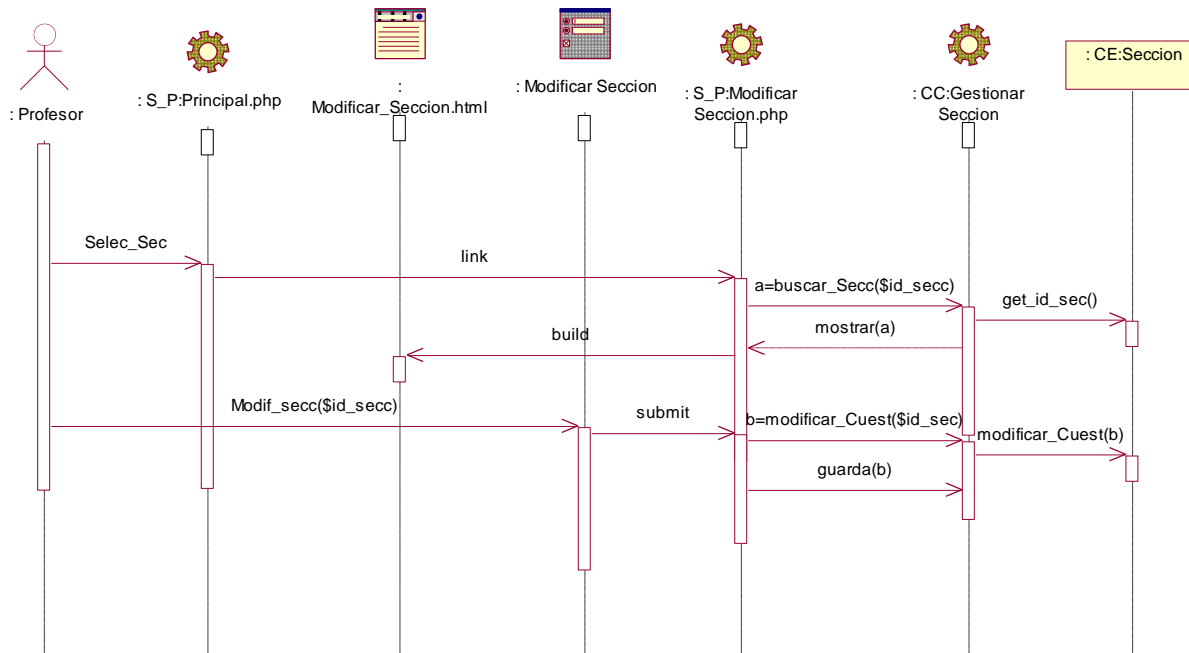 : Profesor
: S_P:Principal.php
:
Modificar_Seccion.html
: Modificar Seccion
: S_P:Modificar
Seccion.php
: CC:Gestionar
Seccion
: CE:Seccion
Selec_Sec
link
a=buscar_Secc($id_secc)
get_id_sec()
mostrar(a)
build
Modif_secc($id_secc)
submit
b=modificar_Cuest($id_sec)
modificar_Cuest(b)
guarda(b)